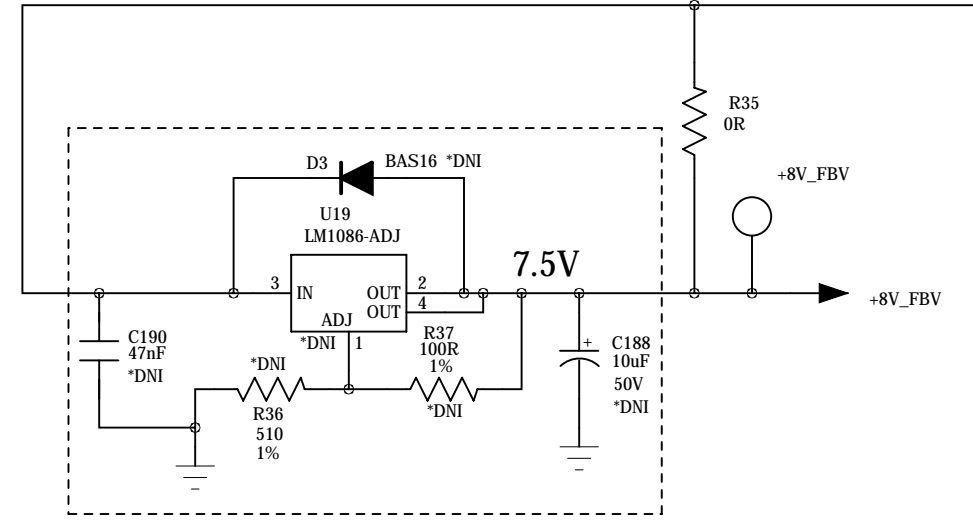 R35
0R
+8V_FBV
D3
BAS16 *DNI
U19
LM1086-ADJ
7.5V
3
IN
OUT
2
OUT
4
ADJ
*DNI
1
+8V_FBV
C190
47nF
*DNI
R37
100R
1%
*DNI
+
C188
10uF
50V
*DNI
*DNI
R36
510
1%